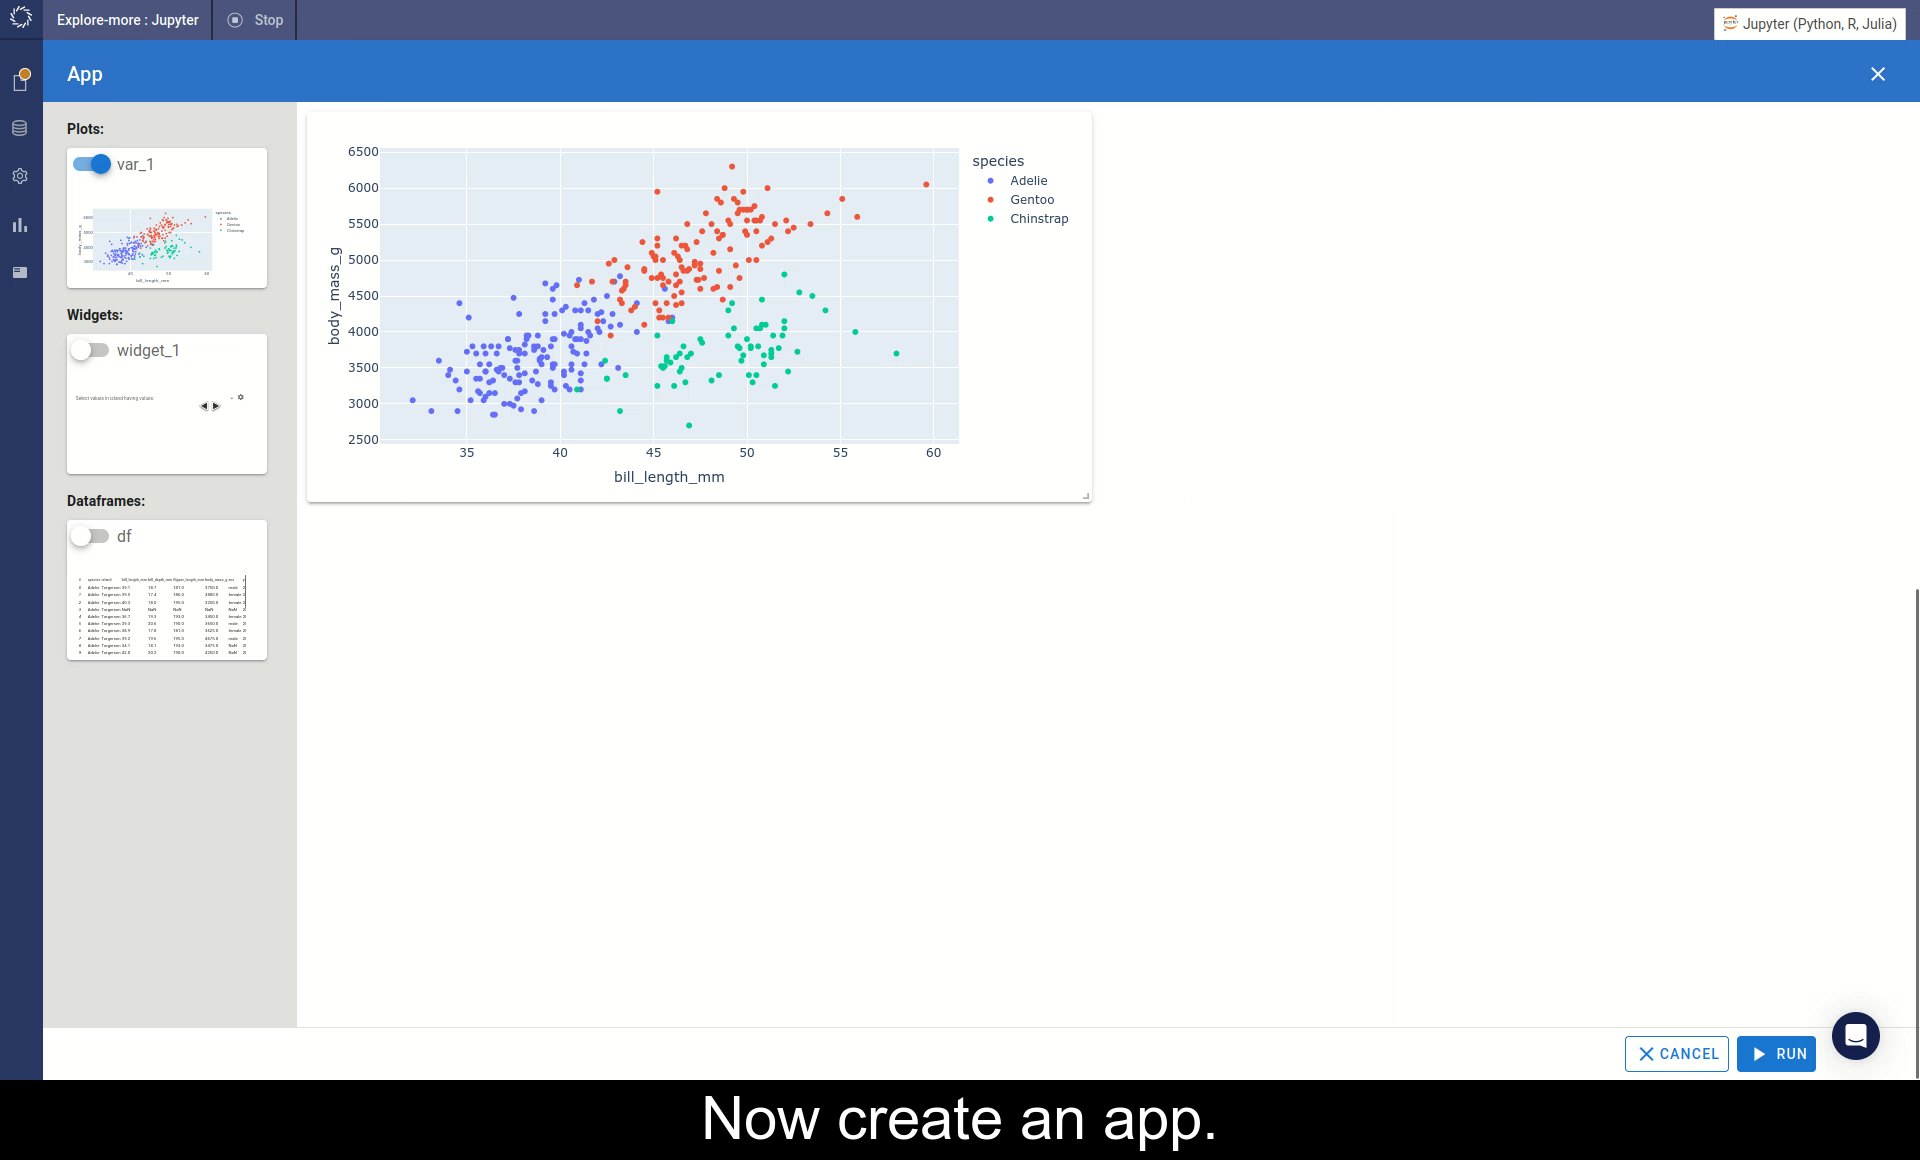 Explore-more : Jupyter
Stop
Jupyter (Python, R, Julia)
App
Plots:
var_1
Widgets:
widget_1
Select values in island having values:
Dataframes:
df
6500
6000
5500
5000
4500
4000
3500
3000
2500
body_mass_g
35 40 45 50 55 60
bill_length_mm
species
Adelie
Gentoo
Chinstrap
CANCEL
RUN
Now create an app.